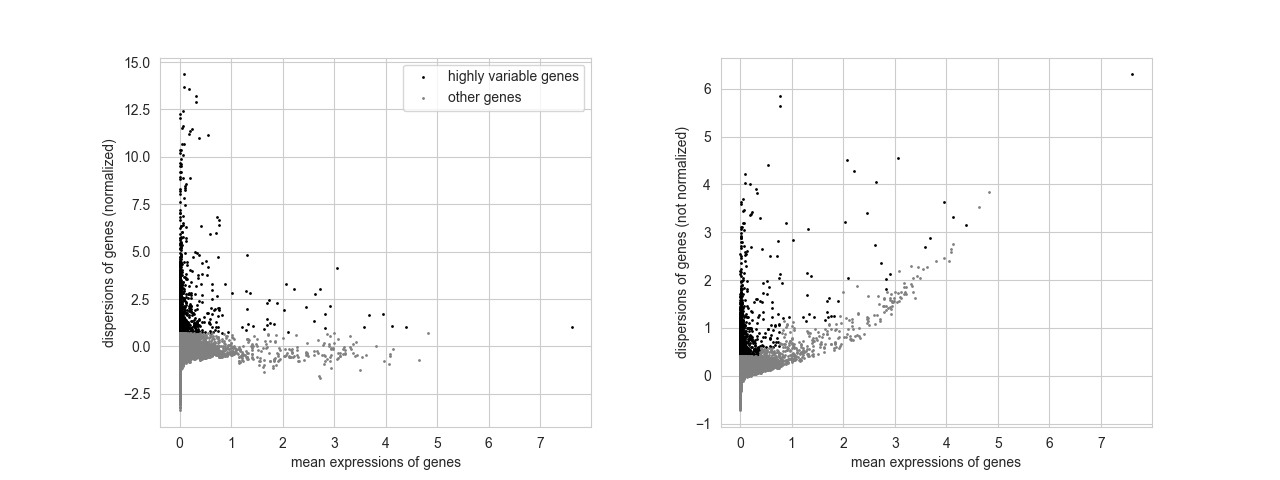 15.0
12.5
10.0
7.5
5.0
2.5
0.0
−2.5
dispersions of genes (normalized)
highly variable genes
other genes
0 1 2 3 4 5 6 7
mean expressions of genes
6
5
4
3
2
1
0
−1
dispersions of genes (not normalized)
0 1 2 3 4 5 6 7
mean expressions of genes